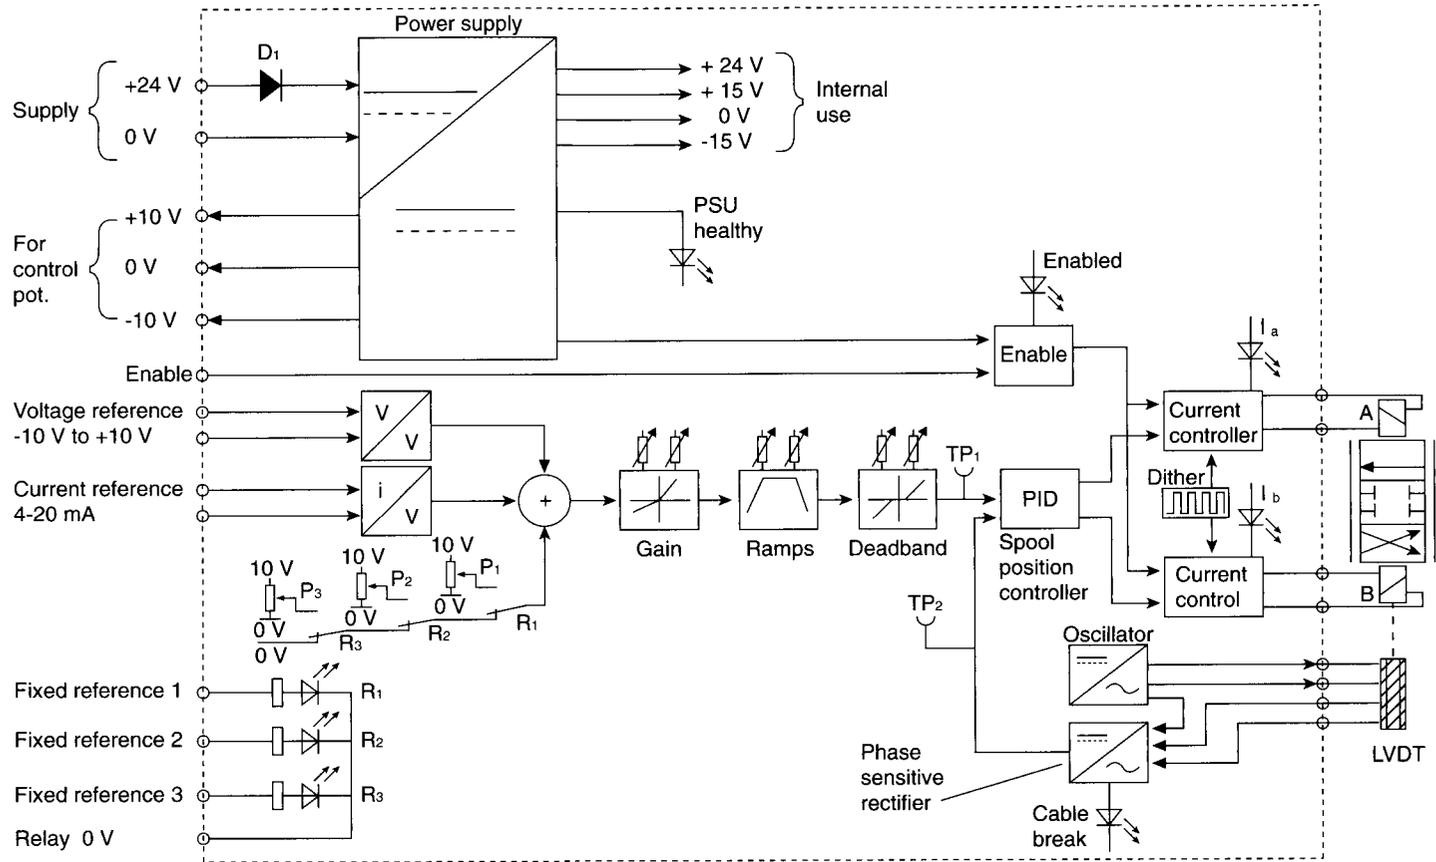 Power supply
D1
Supply
+24 V
0 V
+ 24 V
+ 15 V
0 V
-15 V
Internal
use
For
control
pot.
+10 V
0 V
-10 V
PSU
healthy
Enabled
Enable
Enable
Voltage reference
-10 V to +10 V
V
V
Current reference
4-20 mA
i
V
+
Gain
Ramps
Deadband
TP1
PID
Spool
position
controller
Ia
Current
controller
A
Dither
Ib
Current
control
B
10 V
P3
0 V
0 V
R3
10 V
P2
0 V
R2
10 V
P1
0 V
R1
TP2
Oscillator
Phase
sensitive
rectifier
Cable
break
LVDT
Fixed reference 1
R1
Fixed reference 2
R2
Fixed reference 3
R3
Relay 0 V